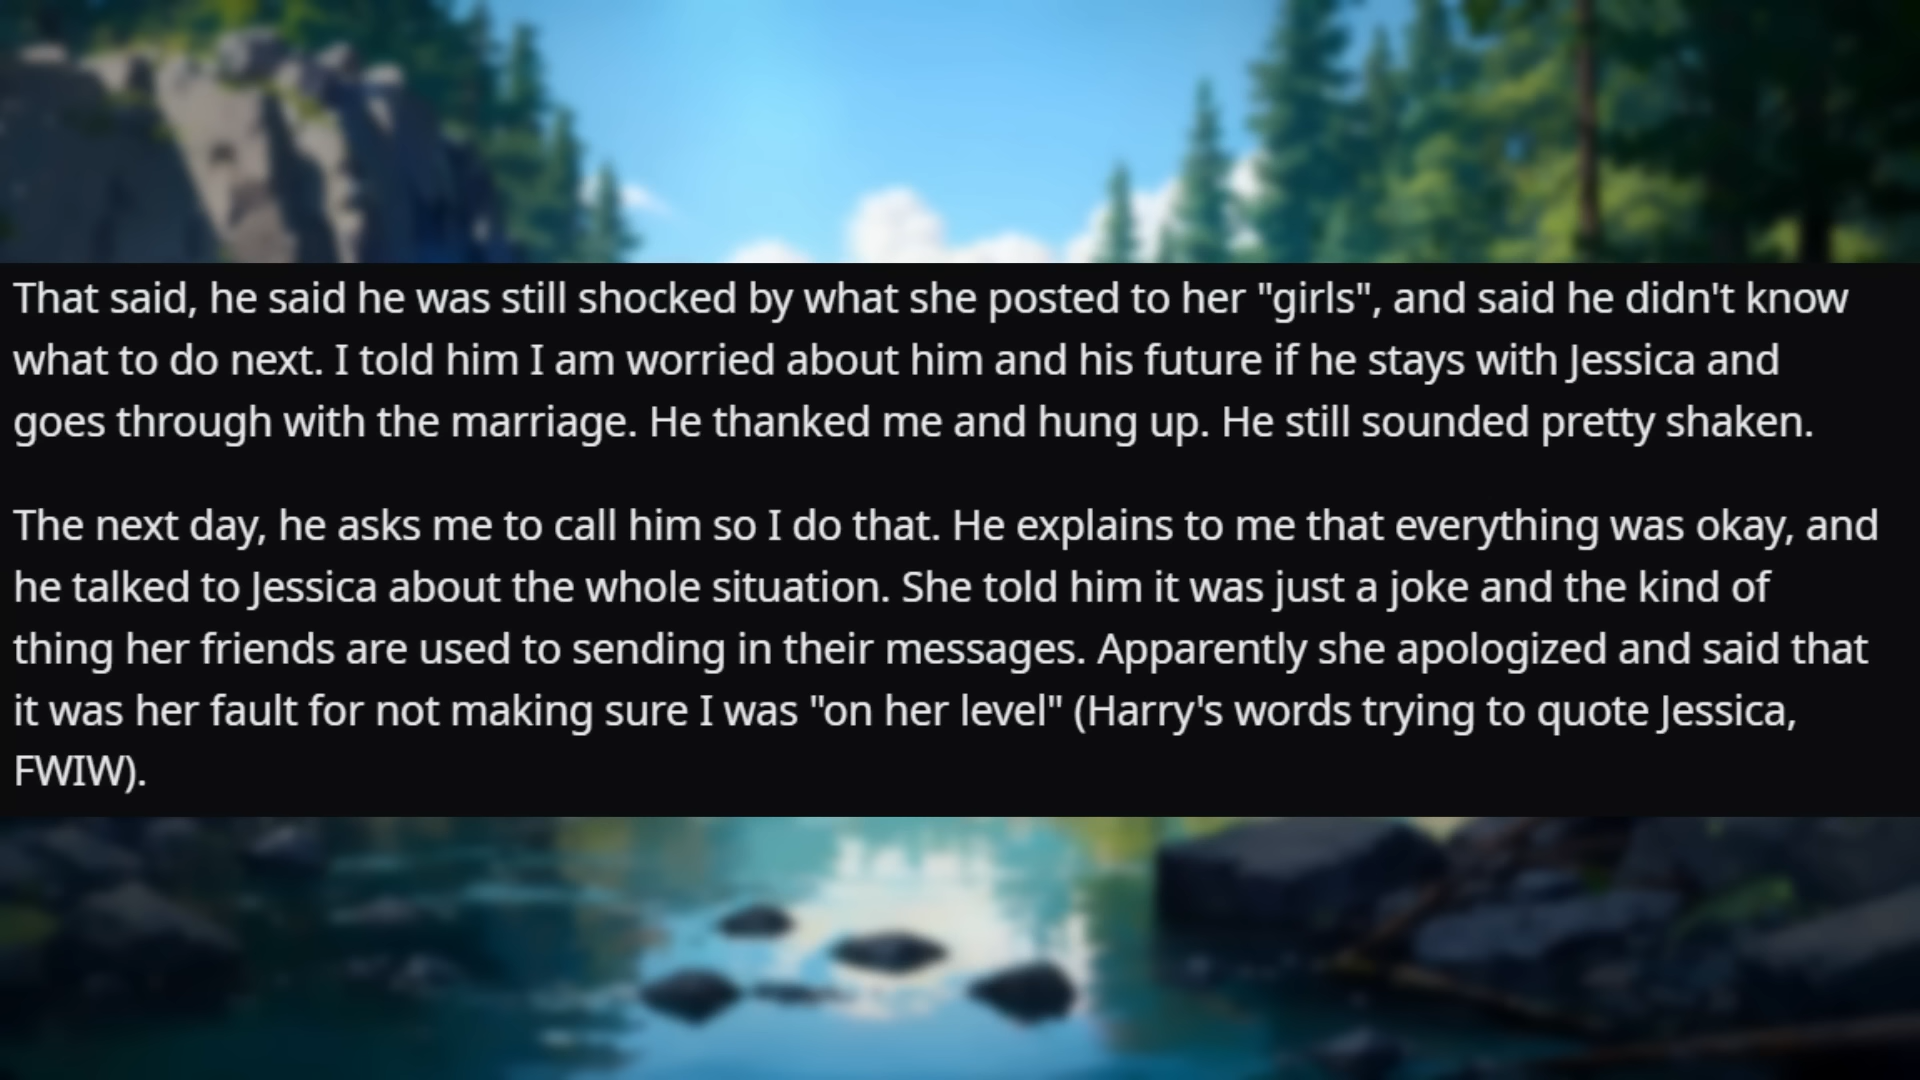 That said, he said he was still shocked by what she posted to her "girls", and said he didn't know
what to do next. I told him I am worried about him and his future if he stays with Jessica and
goes through with the marriage. He thanked me and hung up. He still sounded pretty shaken.
The next day, he asks me to call him so I do that. He explains to me that everything was okay, and
he talked to Jessica about the whole situation. She told him it was just a joke and the kind of
thing her friends are used to sending in their messages. Apparently she apologized and said that
it was her fault for not making sure I was "on her level" (Harry's words trying to quote Jessica,
FWIW).